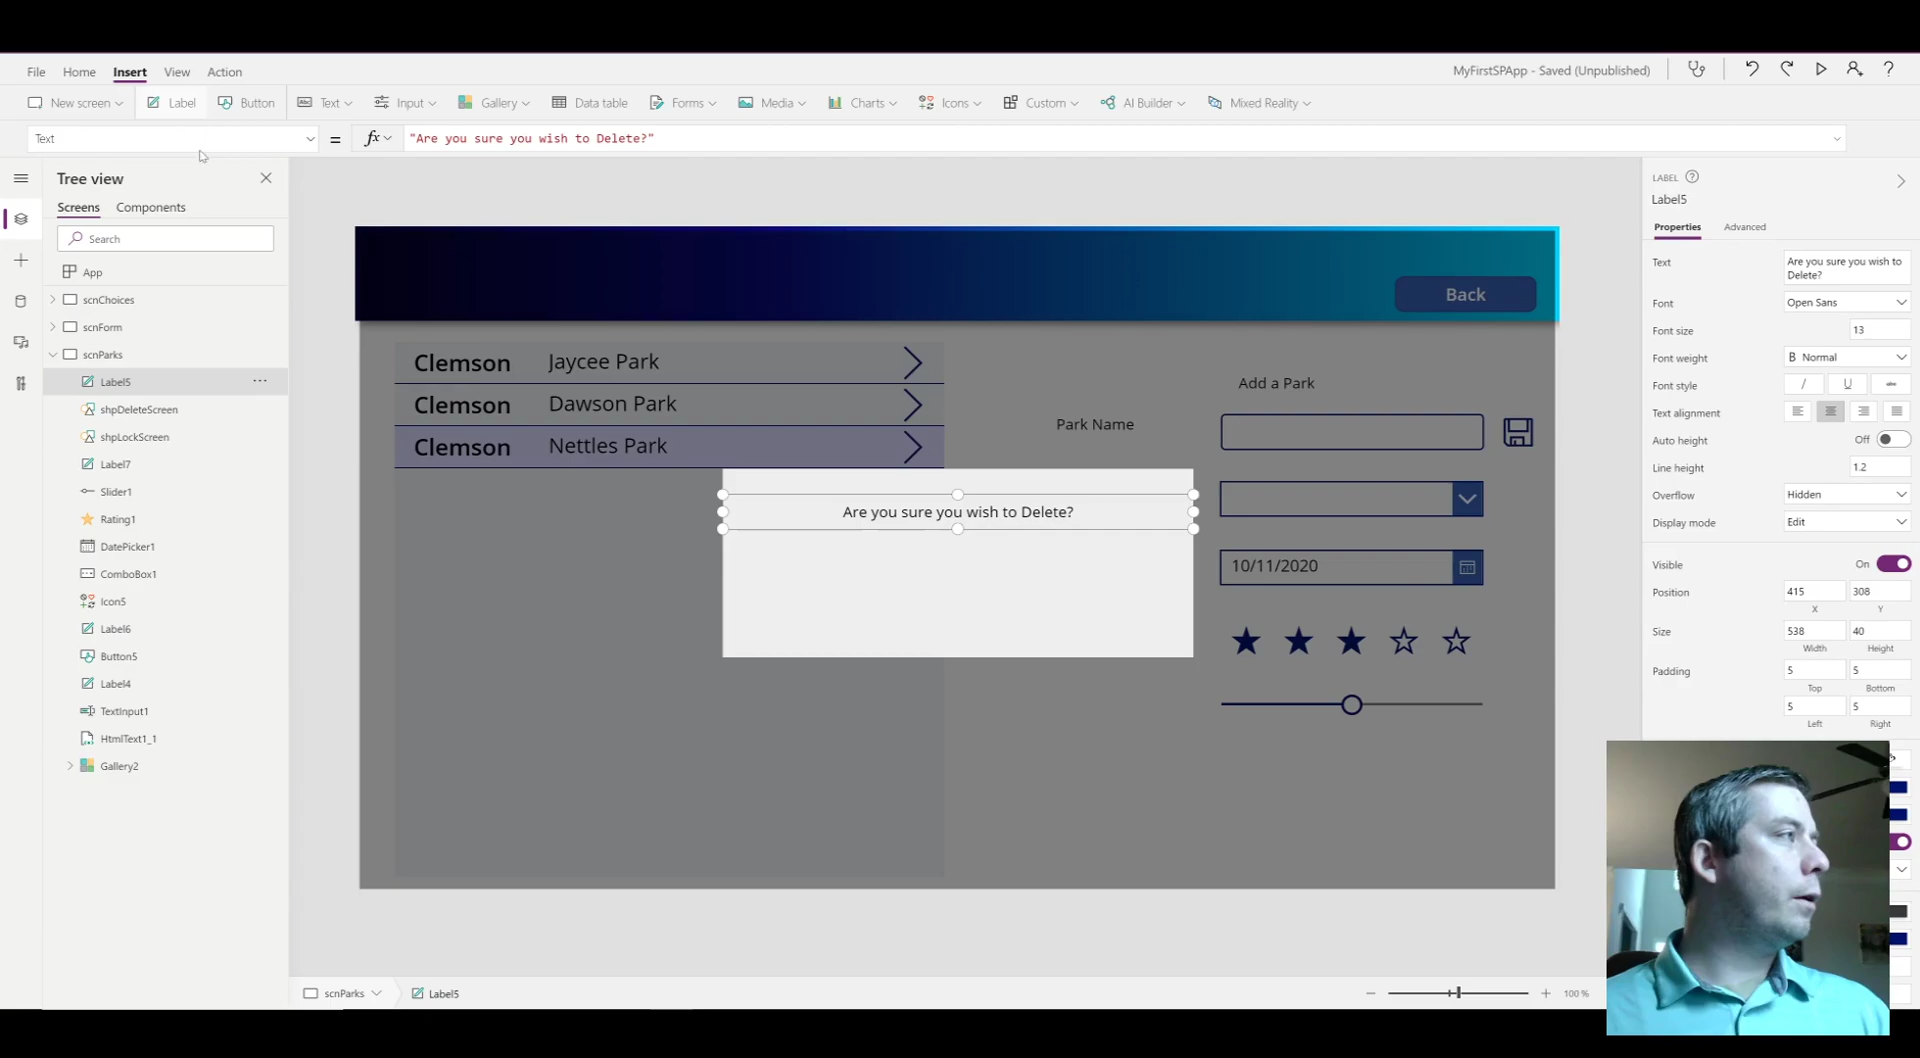 File Home Insert View Action MyFirstSPApp - Saved (Unpublished) ?
New screen Label Button Text Input Gallery Data table Forms Media Charts Icons Custom AI Builder Mixed Reality
Text = fx "Are you sure you wish to Delete?"
Tree view
Screens Components
Search
App
scnChoices
scnForm
scnParks
Label5 ...
shpDeleteScreen
shpLockScreen
Label7
Slider1
Rating1
DatePicker1
ComboBox1
Icon5
Label6
Button5
Label4
TextInput1
HtmlText1_1
Gallery2
Back
Clemson Jaycee Park
Clemson Dawson Park
Clemson Nettles Park
Add a Park
Park Name
Are you sure you wish to Delete?
10/11/2020
LABEL ?
Label5
Properties Advanced
Text Are you sure you wish to
Delete?
Font Open Sans
Font size 13
Font weight B Normal
Font style / U abc
Text alignment
Auto height Off
Line height 1.2
Overflow Hidden
Display mode Edit
Visible On
Position 415 308
X Y
Size 538 40
Width Height
Padding 5 5
Top Bottom
5 5
Left Right
scnParks Label5 100 %